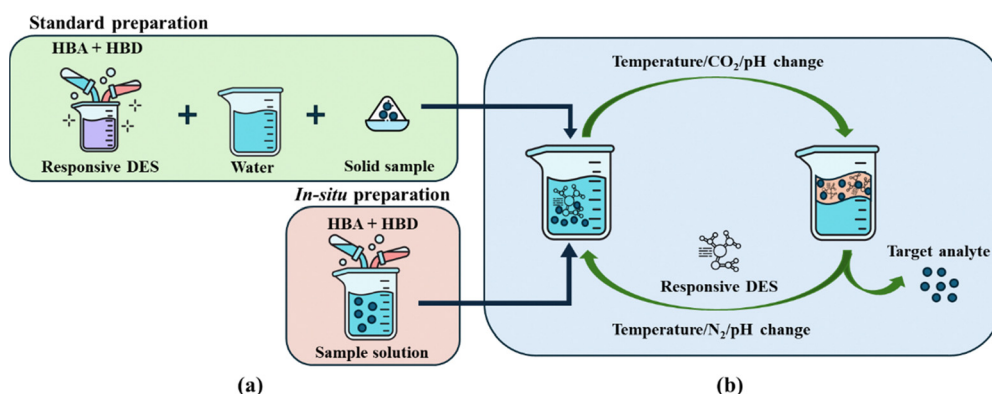 Standard preparation
HBA + HBD
Responsive DES
+
Water
+
Solid sample
In-situ preparation
HBA + HBD
Sample solution
(a)
Temperature/CO₂/pH change
Responsive DES
Target analyte
Temperature/N₂/pH change
(b)